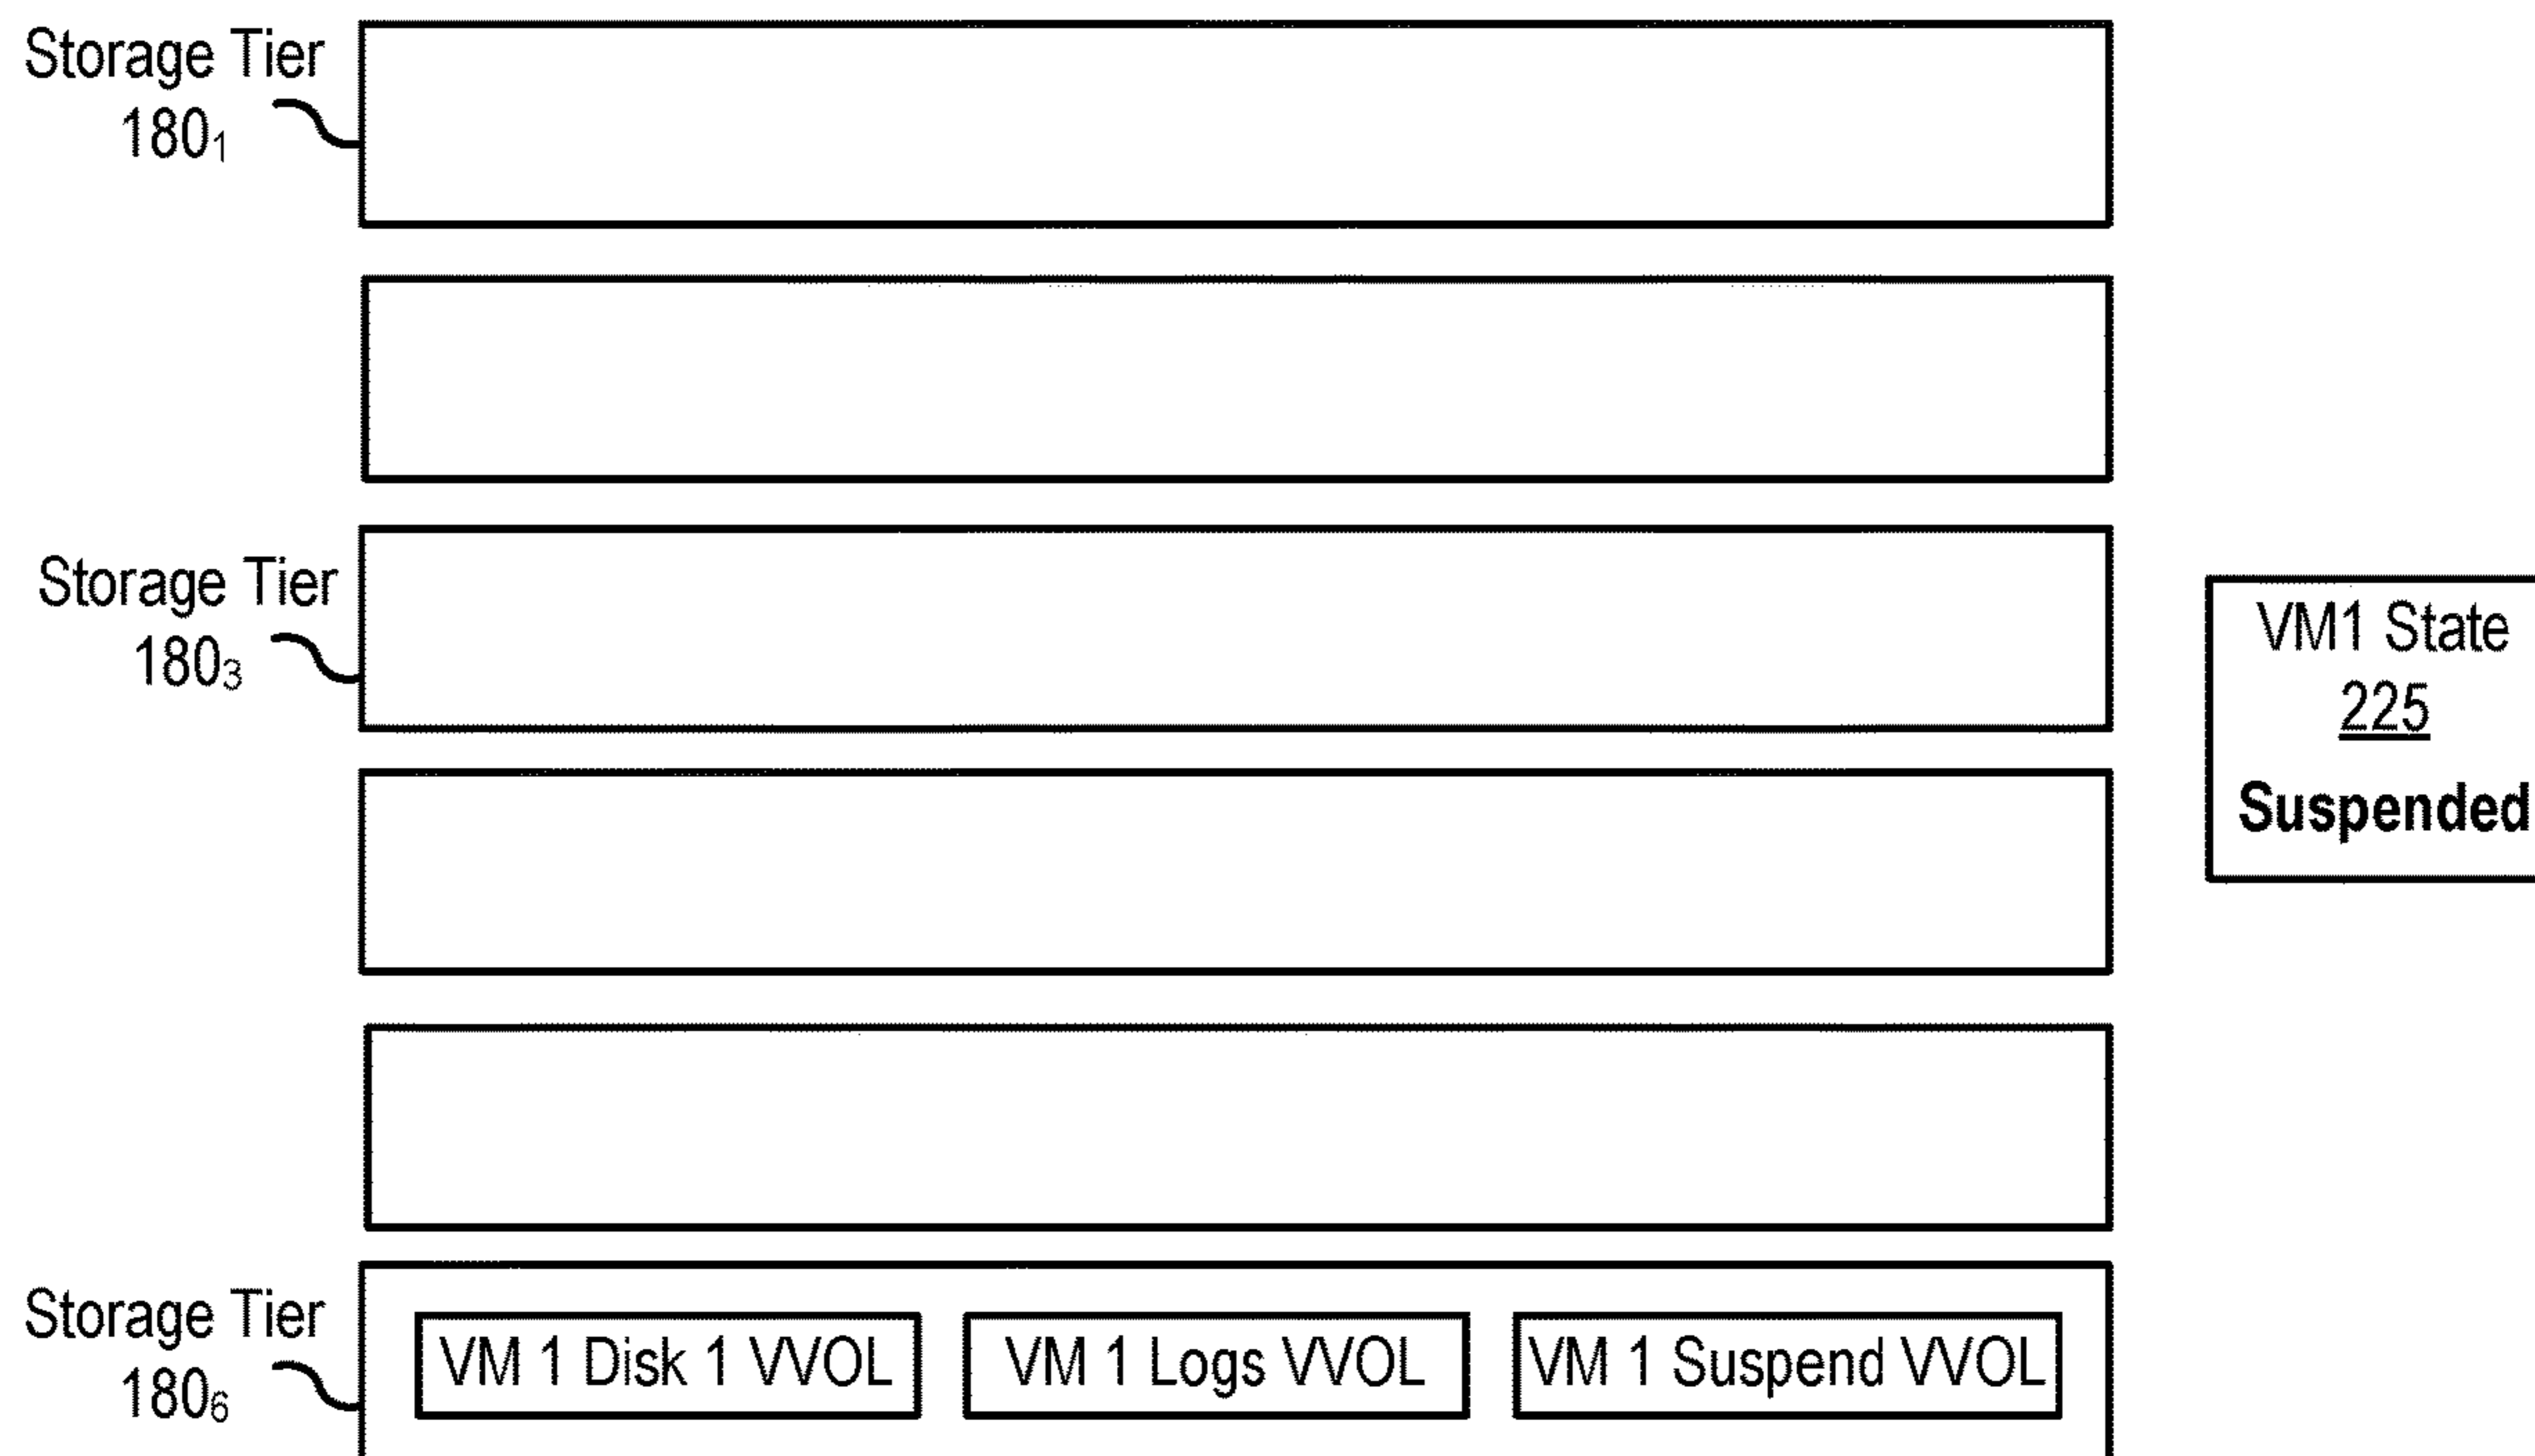 Storage Tier
180₁
Storage Tier
180₃
VM1 State
225
Suspended
Storage Tier
180₆
VM 1 Disk 1 VVOL
VM 1 Logs VVOL
VM 1 Suspend VVOL